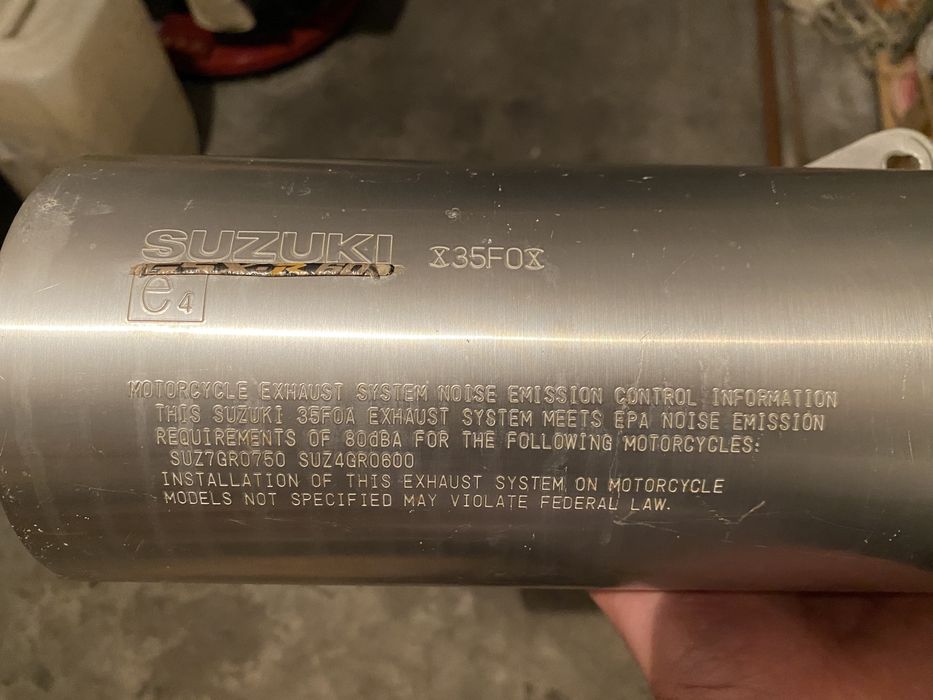 SUZUKI 35F0
e4
MOTORCYCLE EXHAUST SYSTEM NOISE EMISSION CONTROL INFORMATION
THIS SUZUKI 35F0A EXHAUST SYSTEM MEETS EPA NOISE EMISSION
REQUIREMENTS OF 80dBA FOR THE FOLLOWING MOTORCYCLES:
SUZ7GR0750 SUZ4GR0600
INSTALLATION OF THIS EXHAUST SYSTEM ON MOTORCYCLE
MODELS NOT SPECIFIED MAY VIOLATE FEDERAL LAW.